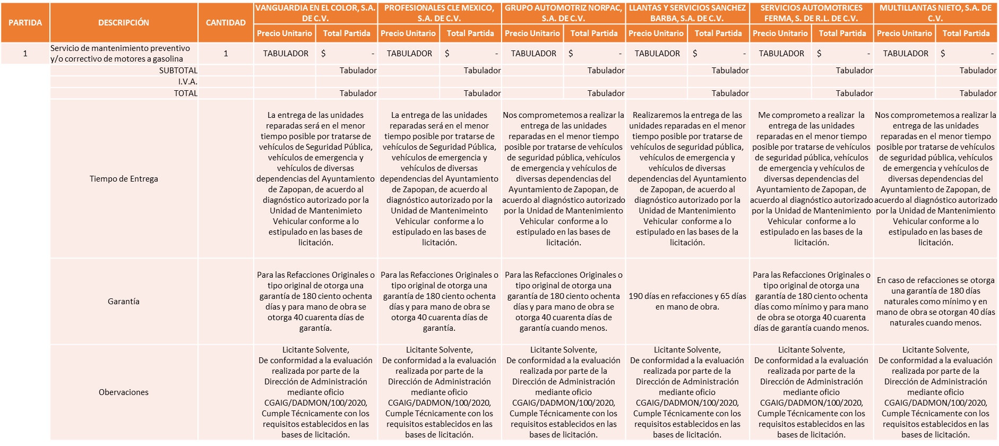 PARTIDA
DESCRIPCIÓN
CANTIDAD
VANGUARDIA EN EL COLOR, S.A.
DE C.V.
PROFESIONALES CLE MEXICO,
S.A. DE C.V.
GRUPO AUTOMOTRIZ NORPAC,
S.A. DE C.V.
LLANTAS Y SERVICIOS SANCHEZ
BARBA, S.A. DE C.V.
SERVICIOS AUTOMOTRICES
FERMA, S. DE R.L. DE C.V.
MULTILLANTAS NIETO, S.A. DE
C.V.
Precio Unitario Total Partida Precio Unitario Total Partida Precio Unitario Total Partida Precio Unitario Total Partida Precio Unitario Total Partida Precio Unitario Total Partida
1
Servicio de mantenimiento preventivo
y/o correctivo de motores a gasolina
1 TABULADOR $ - TABULADOR $ - TABULADOR $ - TABULADOR $ - TABULADOR $ - TABULADOR $ -
SUBTOTAL Tabulador Tabulador Tabulador Tabulador Tabulador Tabulador
I.V.A.
TOTAL Tabulador Tabulador Tabulador Tabulador Tabulador Tabulador
Tiempo de Entrega
La entrega de las unidades
reparadas será en el menor
tiempo posible por tratarse de
vehículos de Seguridad Pública,
vehículos de emergencia y
vehículos de diversas
dependencias del Ayuntamiento
de Zapopan, de acuerdo al
diagnóstico autorizado por la
Unidad de Mantenimieto
Vehicular conforme a lo
estipulado en las bases de
licitación.
La entrega de las unidades
reparadas será en el menor
tiempo posible por tratarse de
vehículos de Seguridad Pública,
vehículos de emergencia y
vehículos de diversas
dependencias del Ayuntamiento
de Zapopan, de acuerdo al
diagnóstico autorizado por la
Unidad de Mantenimeinto
Vehicular  conforme a lo
estipulado en las bases de
licitación.
Nos comprometemos a realizar la
entrega de las unidades
reparadas en el menor tiempo
posible por tratarse de vehículos
de seguridad pública, vehículos
de emergencia y vehículos de
diversas dependencias del
Ayuntamiento de Zapopan, de
acuerdo al diagnóstico autorizado
por la Unidad de Mantenimiento
Vehicular  conforme a lo
estipulado en las bases de
licitación.
Realizaremos la entrega de las
unidades reparadas en el menor
tiempo posible por tratarse de
vehículos de seguridad pública,
vehículos de emergencia y
vehículos de diversas
dependencias del Ayuntamiento
de Zapopan, de acuerdo al
diagnóstico autorizado por la
Unidad de Mantenimiento
Vehicular  conforme a lo
estipulado en las bases de la
licitación.
Me comprometo a realizar  la
entrega de las unidades
reparadas en el menor tiempo
posible por tratarse de vehículos
de seguridad pública, vehículos
de emergencia y vehículos de
diversas dependencias del
Ayuntamiento de Zapopan, de
acuerdo al diagnóstico autorizado
por la Unidad de Mantenimiento
Vehicular  conforme a lo
estipulado en las bases de la
licitación.
Nos comprometemos a realizar la
entrega de las unidades
reparadas en el menor tiempo
posible por tratarse de vehículos
de seguridad pública, vehículos
de emergencia y vehículos de
diversas dependencias del
Ayuntamiento de Zapopan, de
acuerdo al diagnóstico autorizado
por la Unidad de Mantenimiento
Vehicular  conforme a lo
estipulado en las bases de
licitación.
Garantía
Para las Refacciones Originales o
tipo original de otorga una
garantía de 180 ciento ochenta
días y para mano de obra se
otorga 40 cuarenta días de
garantía.
Para las Refacciones Originales o
tipo original de otorga una
garantía de 180 ciento ochenta
días y para mano de obra se
otorga 40 cuarenta días de
garantía.
Para las Refacciones Originales o
tipo original de otorga una
garantía de 180 ciento ochenta
días y para mano de obra se
otorga 40 cuarenta días de
garantía cuando menos.
190 días en refacciones y 65 días
en mano de obra.
Para las Refacciones Originales o
tipo original de otorga una
garantía de 180 ciento ochenta
días como mínimo y para mano
de obra se otorga 40 cuarenta
días de garantía cuando menos.
En caso de refacciones se otorga
una garantía de 180 días
naturales como mínimo y en
mano de obra se otorgan 40 días
naturales cuando menos.
Obervaciones
Licitante Solvente,
De conformidad a la evaluación
realizada por parte de la
Dirección de Administración
mediante oficio
CGAIG/DADMON/100/2020,
Cumple Técnicamente con los
requisitos establecidos en las
bases de licitación.
Licitante Solvente,
De conformidad a la evaluación
realizada por parte de la
Dirección de Administración
mediante oficio
CGAIG/DADMON/100/2020,
Cumple Técnicamente con los
requisitos establecidos en las
bases de licitación.
Licitante Solvente,
De conformidad a la evaluación
realizada por parte de la
Dirección de Administración
mediante oficio
CGAIG/DADMON/100/2020,
Cumple Técnicamente con los
requisitos establecidos en las
bases de licitación.
Licitante Solvente,
De conformidad a la evaluación
realizada por parte de la
Dirección de Administración
mediante oficio
CGAIG/DADMON/100/2020,
Cumple Técnicamente con los
requisitos establecidos en las
bases de licitación.
Licitante Solvente,
De conformidad a la evaluación
realizada por parte de la
Dirección de Administración
mediante oficio
CGAIG/DADMON/100/2020,
Cumple Técnicamente con los
requisitos establecidos en las
bases de licitación.
Licitante Solvente,
De conformidad a la evaluación
realizada por parte de la
Dirección de Administración
mediante oficio
CGAIG/DADMON/100/2020,
Cumple Técnicamente con los
requisitos establecidos en las
bases de licitación.